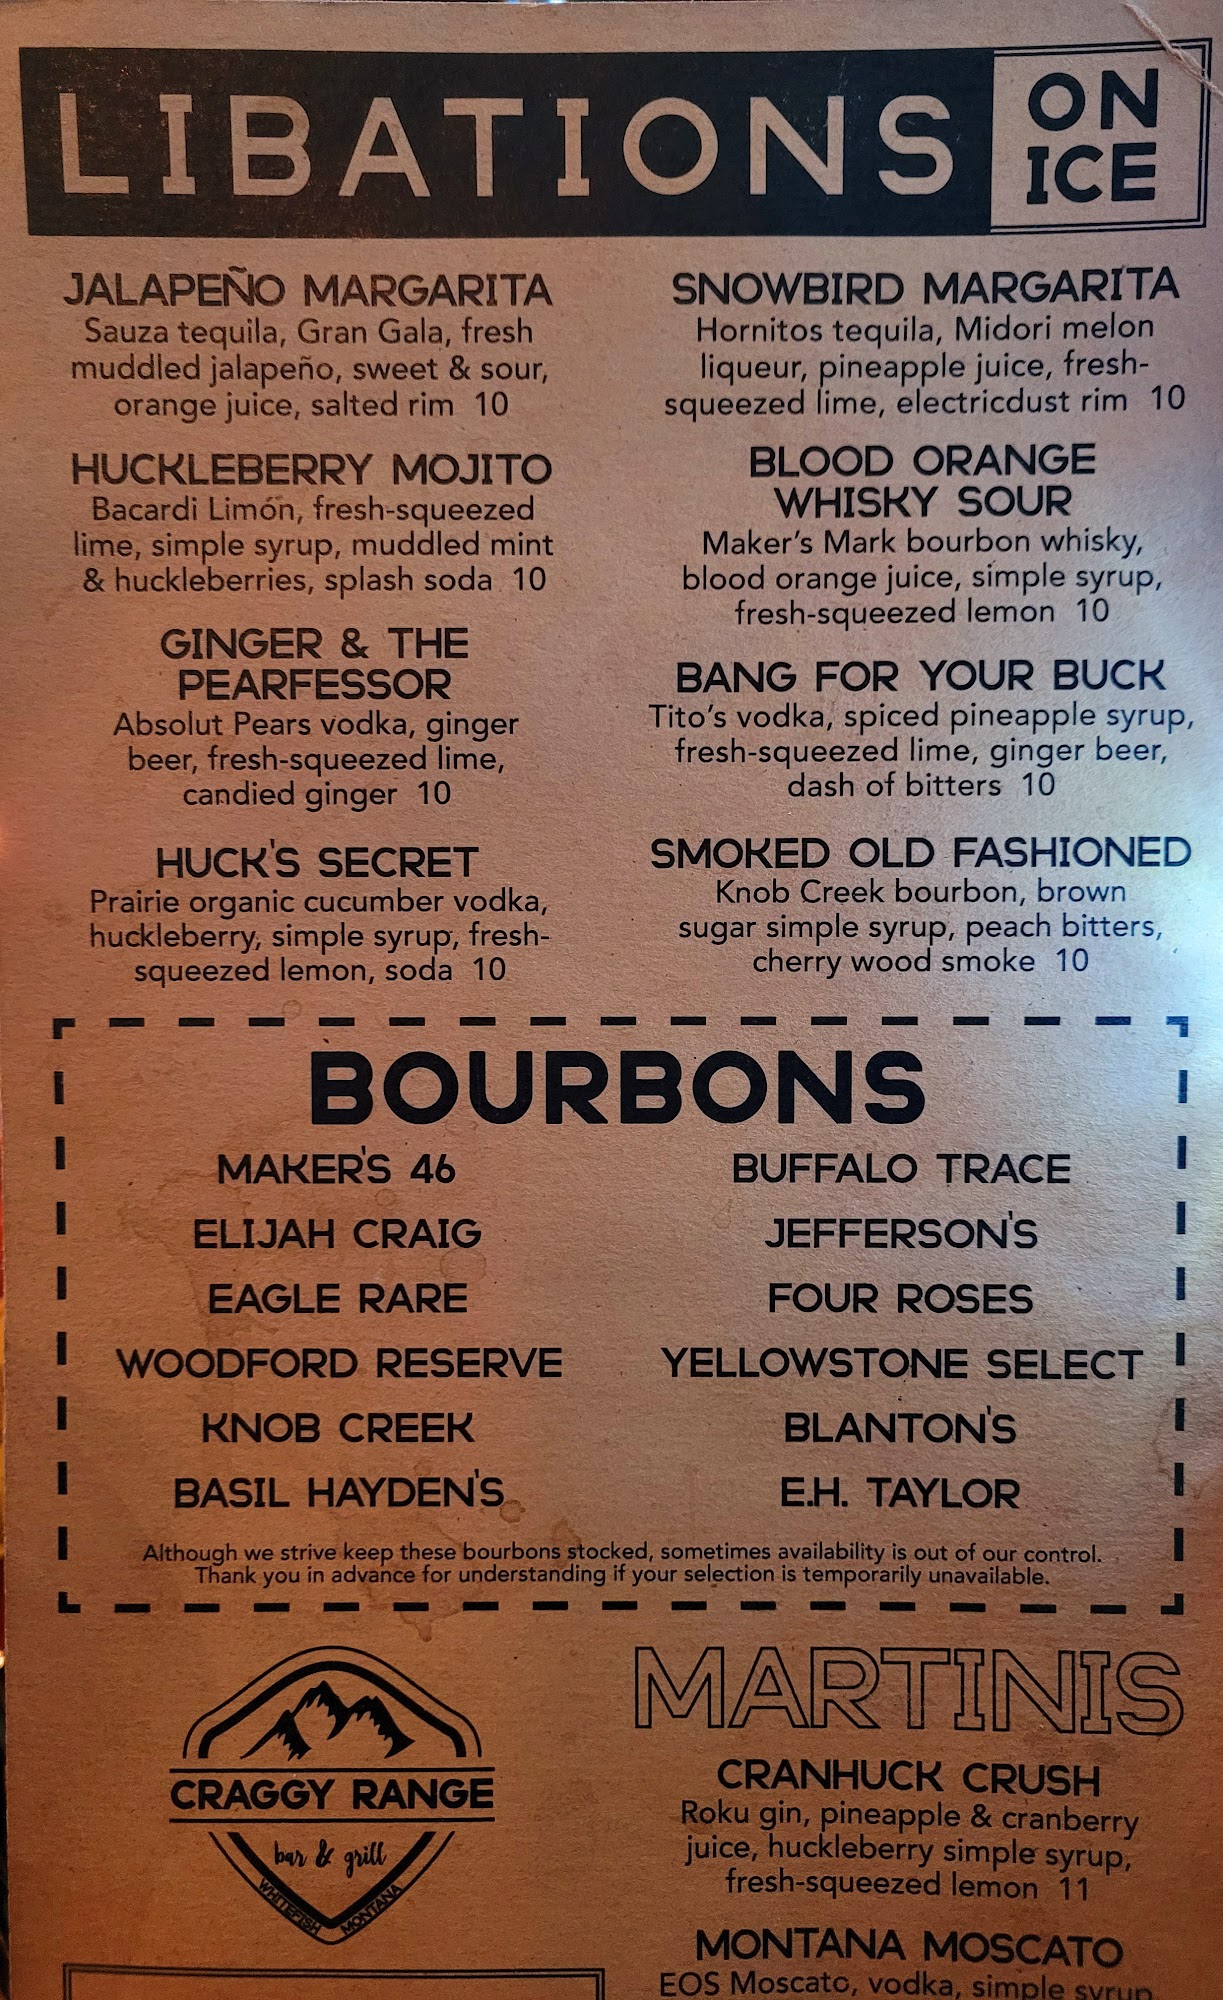 LIBATIONS
ON
ICE
JALAPEÑO MARGARITA
Sauza tequila, Gran Gala, fresh
muddled jalapeño, sweet & sour,
orange juice, salted rim 10
HUCKLEBERRY MOJITO
Bacardi Limón, fresh-squeezed
lime, simple syrup, muddled mint
& huckleberries, splash soda 10
GINGER & THE
PEARFESSOR
Absolut Pears vodka, ginger
beer, fresh-squeezed lime,
candied ginger 10
HUCK'S SECRET
Prairie organic cucumber vodka,
huckleberry, simple syrup, fresh-
squeezed lemon, soda 10
SNOWBIRD MARGARITA
Hornitos tequila, Midori melon
liqueur, pineapple juice, fresh-
squeezed lime, electricdust rim 10
BLOOD ORANGE
WHISKY SOUR
Maker's Mark bourbon whisky,
blood orange juice, simple syrup,
fresh-squeezed lemon 10
BANG FOR YOUR BUCK
Tito's vodka, spiced pineapple syrup,
fresh-squeezed lime, ginger beer,
dash of bitters 10
SMOKED OLD FASHIONED
Knob Creek bourbon, brown
sugar simple syrup, peach bitters,
cherry wood smoke 10
BOURBONS
MAKER'S 46
ELIJAH CRAIG
EAGLE RARE
WOODFORD RESERVE
KNOB CREEK
BASIL HAYDEN'S
BUFFALO TRACE
JEFFERSON'S
FOUR ROSES
YELLOWSTONE SELECT
BLANTON'S
E.H. TAYLOR
Although we strive keep these bourbons stocked, sometimes availability is out of our control.
Thank you in advance for understanding if your selection is temporarily unavailable.
CRAGGY RANGE
bar & grill
WHITEFISH MONTANA
MARTINIS
CRANHUCK CRUSH
Roku gin, pineapple & cranberry
juice, huckleberry simple syrup,
fresh-squeezed lemon 11
MONTANA MOSCATO
EOS Moscato, vodka, simple syrup,